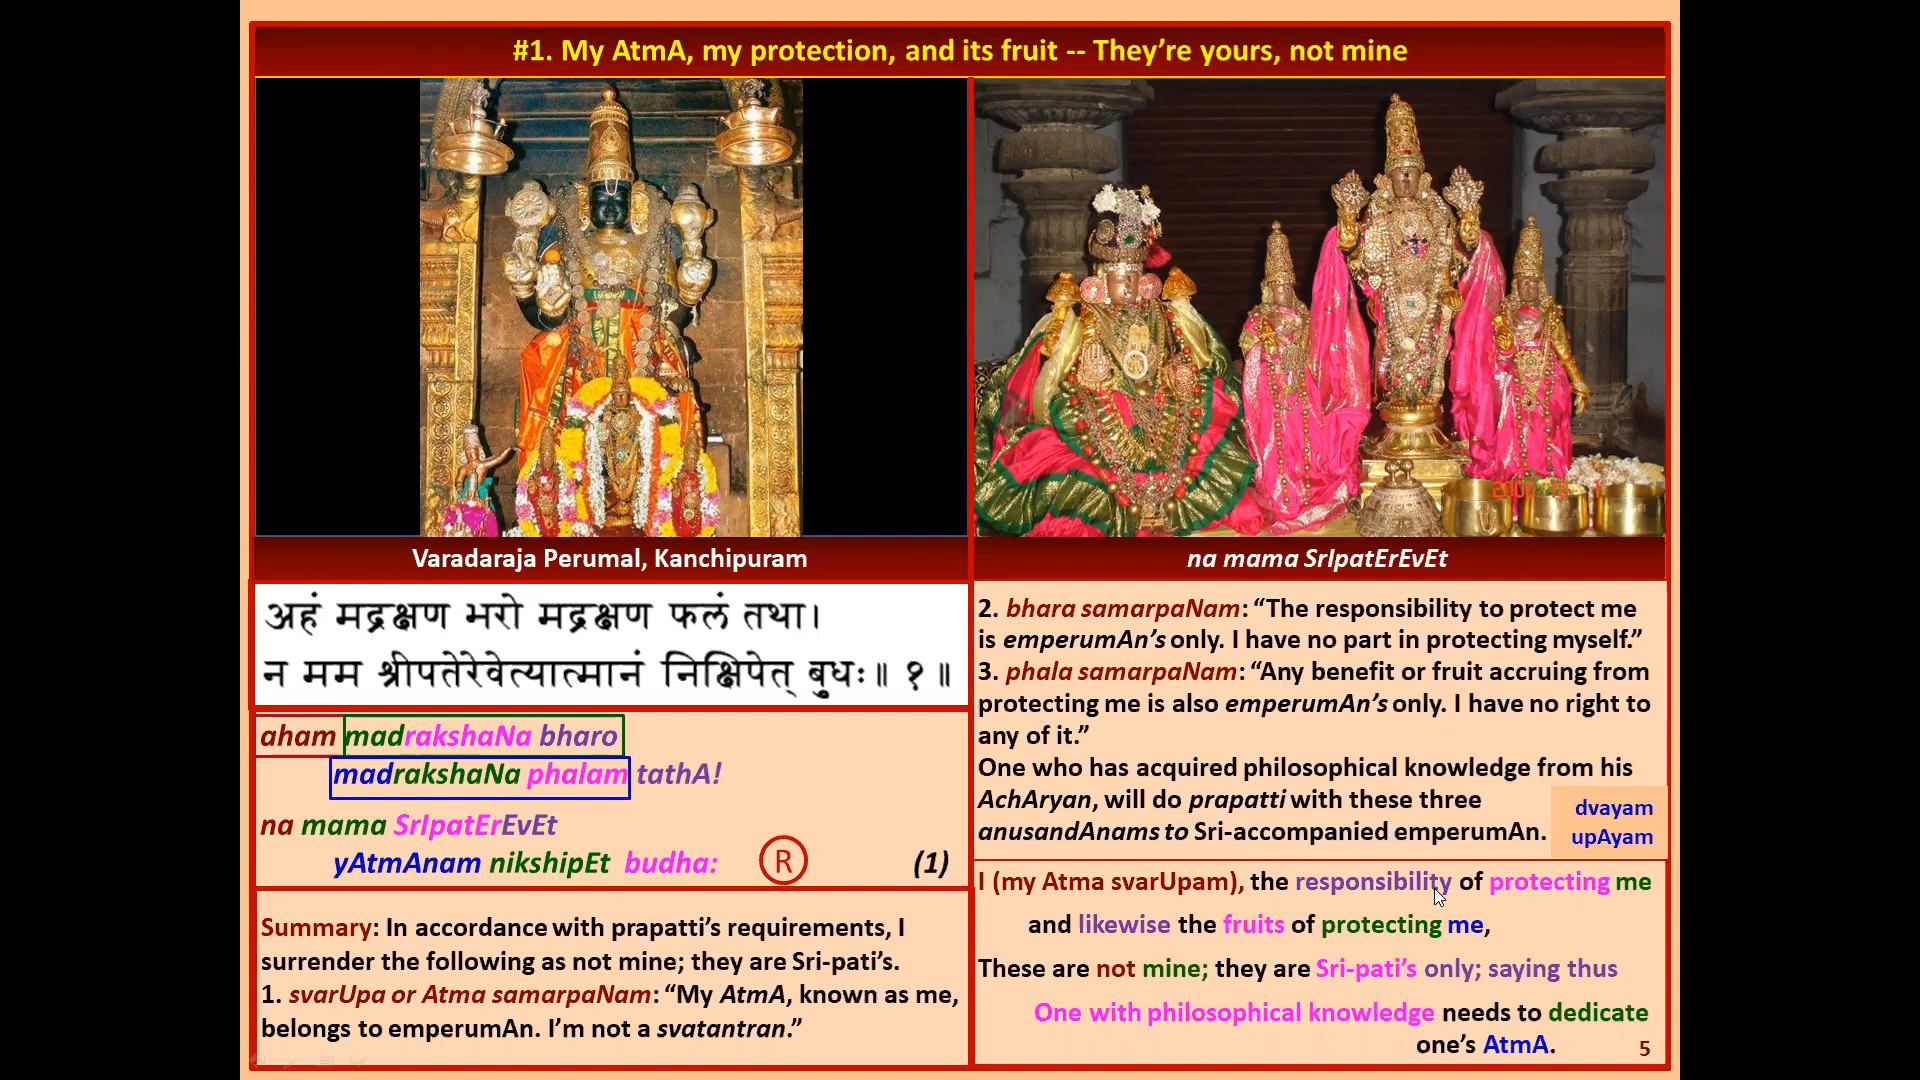 #1. My AtmA, my protection, and its fruit -- They’re yours, not mine
Varadaraja Perumal, Kanchipuram
अहं मद्रक्षण भरो मद्रक्षण फलं तथा।
न मम श्रीपतेरेवेत्यात्मानं निक्षिपेत् बुधः॥ १॥
aham madrakshaNa bharo
madrakshaNa phalam tathA!
na mama SrIpatErEvEt
yAtmAnam nikshipEt budha: R (1)
Summary: In accordance with prapatti’s requirements, I
surrender the following as not mine; they are Sri-pati’s.
1. svarUpa or Atma samarpaNam: “My AtmA, known as me,
belongs to emperumAn. I’m not a svatantran.”
2006 10 1
na mama SrIpatErEvEt
2. bhara samarpaNam: “The responsibility to protect me
is emperumAn’s only. I have no part in protecting myself.”
3. phala samarpaNam: “Any benefit or fruit accruing from
protecting me is also emperumAn’s only. I have no right to
any of it.”
One who has acquired philosophical knowledge from his
AchAryan, will do prapatti with these three
anusandAnams to Sri-accompanied emperumAn.
dvayam
upAyam
I (my Atma svarUpam), the responsibility of protecting me
and likewise the fruits of protecting me,
These are not mine; they are Sri-pati’s only; saying thus
One with philosophical knowledge needs to dedicate
one’s AtmA.
5